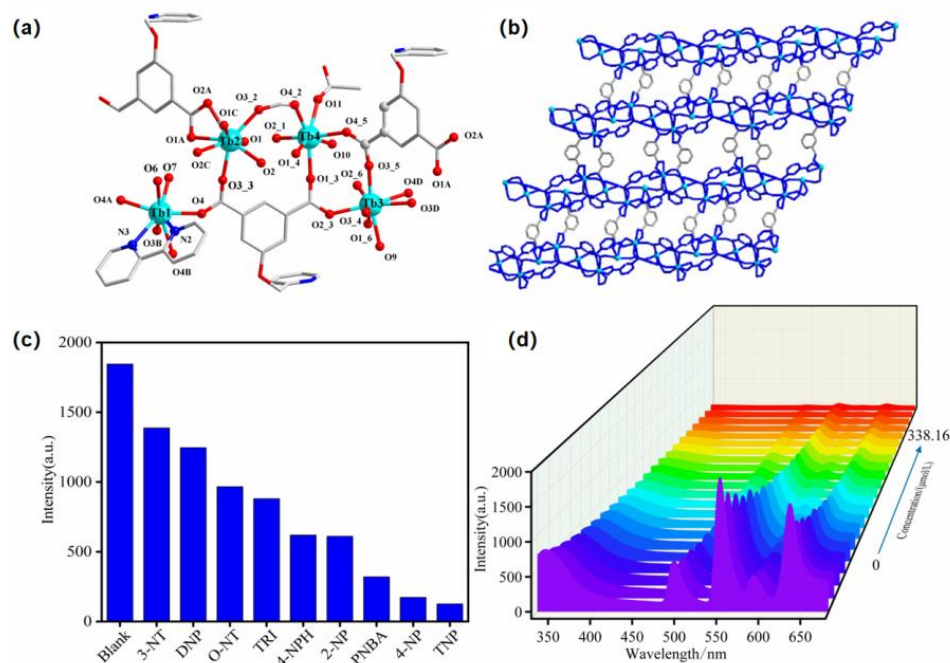 (a)
O2A
O1C
O3_2
O4_2
O11
O1A
Tb2
O1
O2_1
Tb4
O4_5
O2A
O2C
O2
O1_4
O10
O3_5
O1A
O6
O7
O3_3
O1_3
O2_6
O4D
O4A
Tb1
O4
Tb3
O3D
N3
O3B
N2
O2_3
O3_4
O1_6
O4B
O9
(b)
(c)
2000
1500
1000
500
0
Intensity(a.u.)
Blank
3-NT
DNP
O-NT
TRI
4-NPH
2-NP
PNBA
4-NP
TNP
(d)
2000
1500
1000
500
0
Intensity(a.u.)
350 400 450 500 550 600 650
Wavelength/nm
338.16
Concentration/(μmol/L)
0